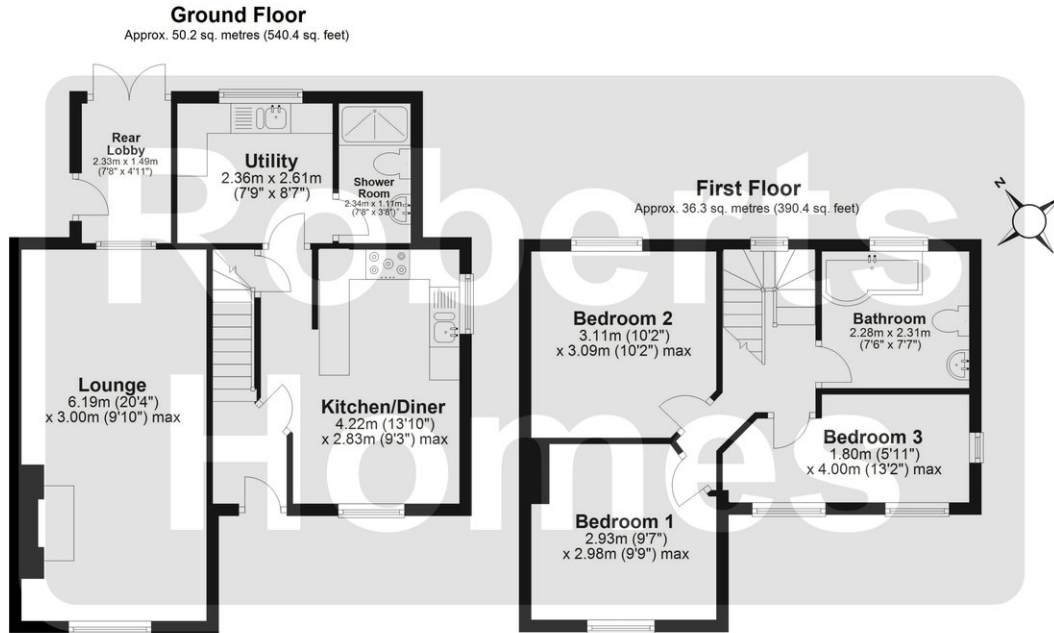 Ground Floor
Approx. 50.2 sq. metres (540.4 sq. feet)
Rear
Lobby
2.33m x 1.49m
(7'8" x 4'11")
Utility
2.36m x 2.61m
(7'9" x 8'7")
Shower
Room
2.34m x 1.11m
(7'8" x 3'8")
Lounge
6.19m (20'4")
x 3.00m (9'10") max
Kitchen/Diner
4.22m (13'10")
x 2.83m (9'3") max
First Floor
Approx. 36.3 sq. metres (390.4 sq. feet)
N
Bedroom 2
3.11m (10'2")
x 3.09m (10'2") max
Bathroom
2.28m x 2.31m
(7'6" x 7'7")
Bedroom 3
1.80m (5'11")
x 4.00m (13'2") max
Bedroom 1
2.93m (9'7")
x 2.98m (9'9") max
Roberts
Homes